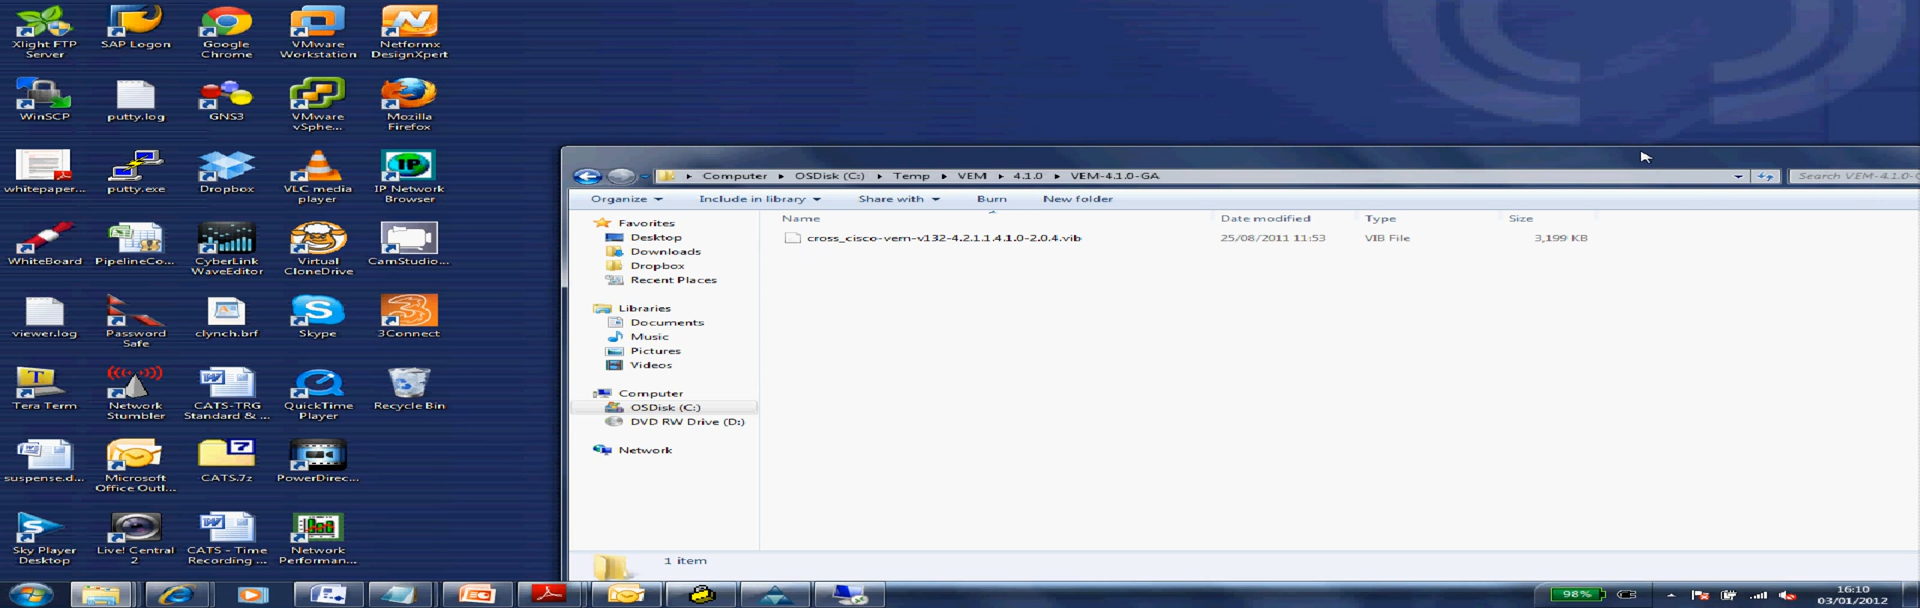 Xlight FTP
Server
SAP Logon
Google
Chrome
VMware
Workstation
Netformx
DesignXpert
WinSCP
putty.log
GNS3
VMware
vSphe...
Mozilla
Firefox
whitepaper...
putty.exe
Dropbox
VLC media
player
IP
IP Network
Browser
WhiteBoard
PipelineCo...
CyberLink
WaveEditor
Virtual
CloneDrive
CamStudio...
viewer.log
Password
Safe
clynch.brf
Skype
3Connect
Tera Term
Network
Stumbler
CATS-TRG
Standard & ...
QuickTime
Player
Recycle Bin
suspense.d...
Microsoft
Office Outl...
CATS.7z
PowerDirec...
Sky Player
Desktop
Live! Central
2
CATS - Time
Recording ...
Network
Performan...
Computer
OSDisk (C:)
Temp
VEM
4.1.0
VEM-4.1.0-GA
Search VEM-4.1.0-G
Organize
Include in library
Share with
Burn
New folder
Favorites
Desktop
Downloads
Dropbox
Recent Places
Libraries
Documents
Music
Pictures
Videos
Computer
OSDisk (C:)
DVD RW Drive (D:)
Network
Name
Date modified
Type
Size
cross_cisco-vem-v132-4.2.1.1.4.1.0-2.0.4.vib
25/08/2011 11:53
VIB File
3,199 KB
1 item
98%
16:10
03/01/2012